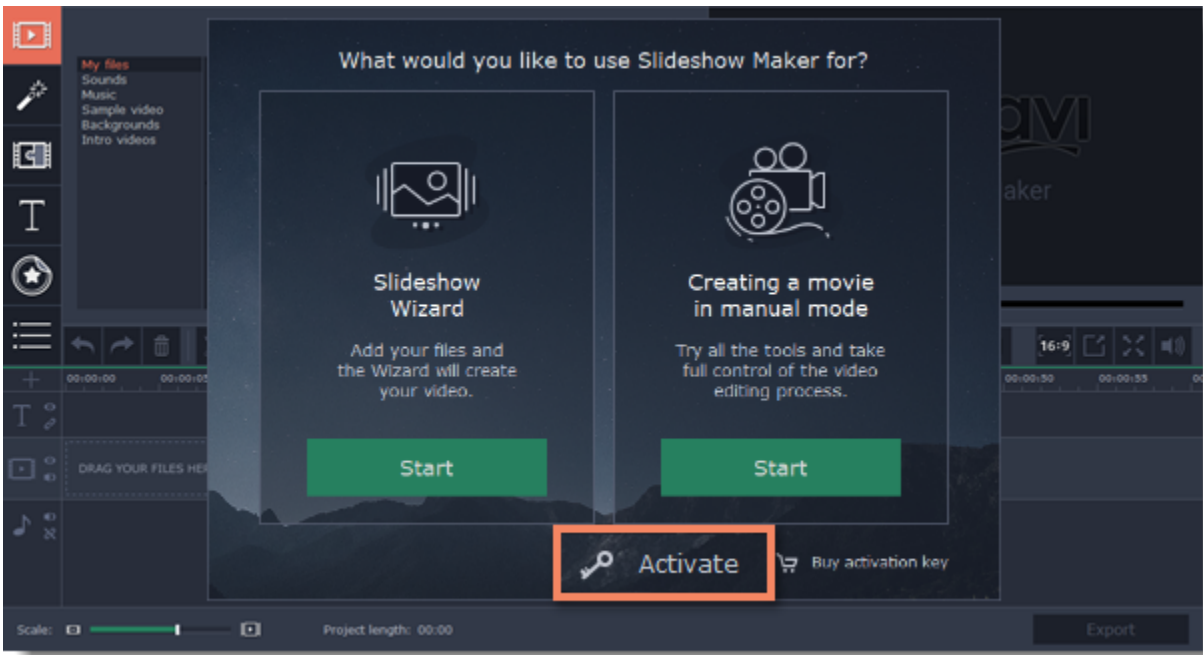 What would you like to use Slideshow Maker for?
My files
Sounds
Music
Sample video
Backgrounds
Intro videos
aker
Slideshow
Wizard
Add your files and
the Wizard will create
your video.
Start
Creating a movie
in manual mode
Try all the tools and take
full control of the video
editing process.
Start
16:9
00:00:00
00:00:05
00:00:50
00:00:55
T
DRAG YOUR FILES HER
Activate
Buy activation key
Scale:
Project length: 00:00
Export